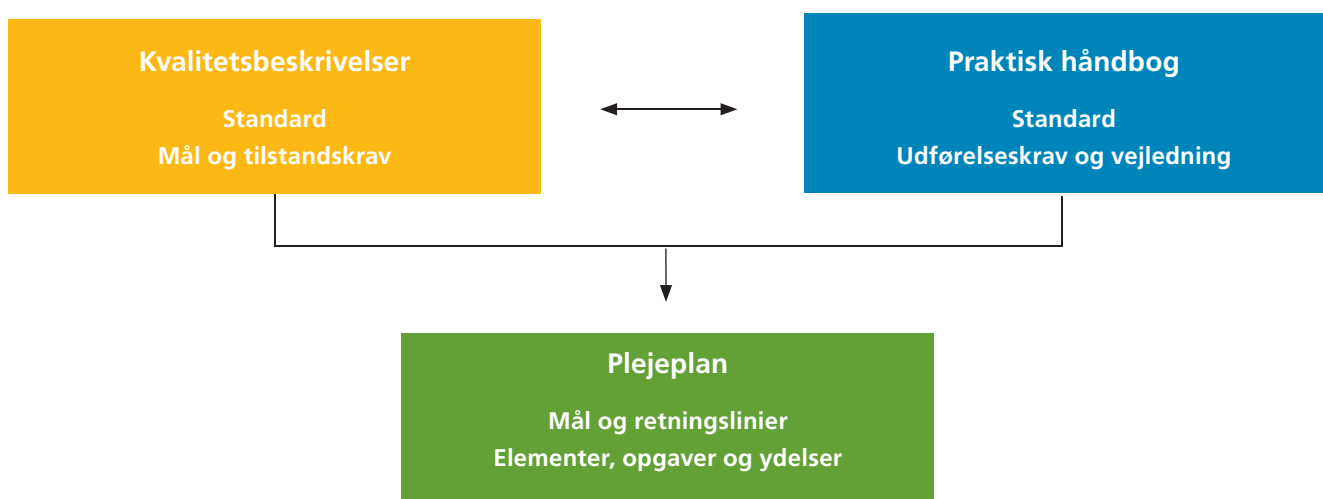 Kvalitetsbeskrivelser
Standard
Mål og tilstandskrav
Praktisk håndbog
Standard
Udførelseskrav og vejledning
Plejeplan
Mål og retningslinier
Elementer, opgaver og ydelser